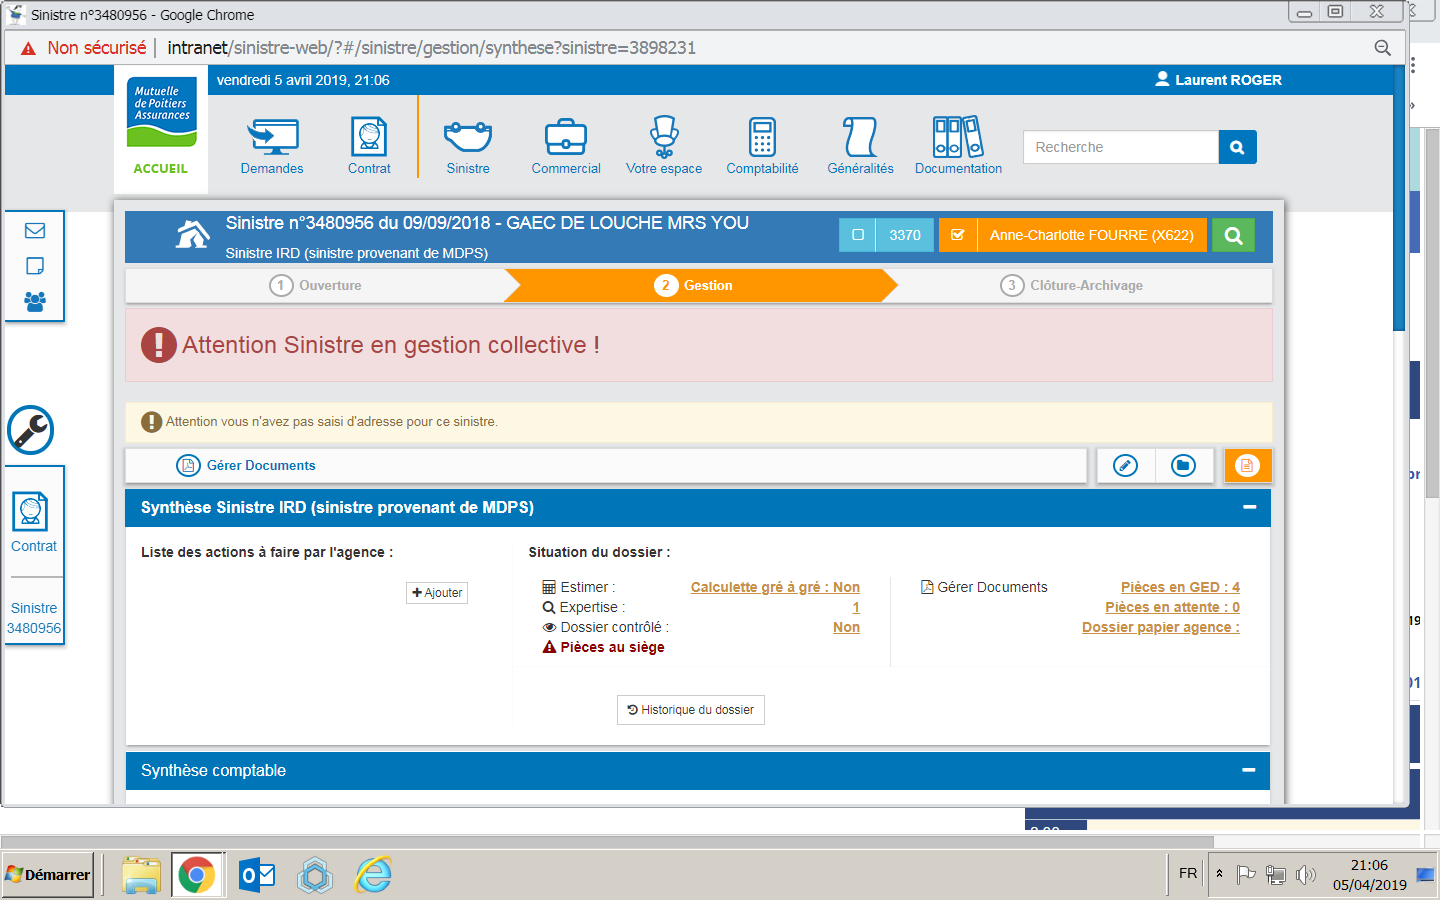 Sinistre n°3480956 - Google Chrome
Non sécurisé | intranet/sinistre-web/?#/sinistre/gestion/synthese?sinistre=3898231
vendredi 5 avril 2019, 21:06
Laurent ROGER
Mutuelle
de Poitiers
Assurances
ACCUEIL
Demandes
Contrat
Sinistre
Commercial
Votre espace
Comptabilité
Généralités
Documentation
Recherche
Sinistre n°3480956 du 09/09/2018 - GAEC DE LOUCHE MRS YOU
Sinistre IRD (sinistre provenant de MDPS)
3370
Anne-Charlotte FOURRE (X622)
1 Ouverture
2 Gestion
3 Clôture-Archivage
Attention Sinistre en gestion collective !
Attention vous n'avez pas saisi d'adresse pour ce sinistre.
Gérer Documents
Contrat
Sinistre
3480956
Synthèse Sinistre IRD (sinistre provenant de MDPS)
Liste des actions à faire par l'agence :
Ajouter
Situation du dossier :
Estimer : Calculette gré à gré : Non
Expertise : 1
Dossier contrôlé : Non
Pièces au siège
Gérer Documents Pièces en GED : 4
Pièces en attente : 0
Dossier papier agence :
Historique du dossier
Synthèse comptable
Démarrer
FR
21:06
05/04/2019